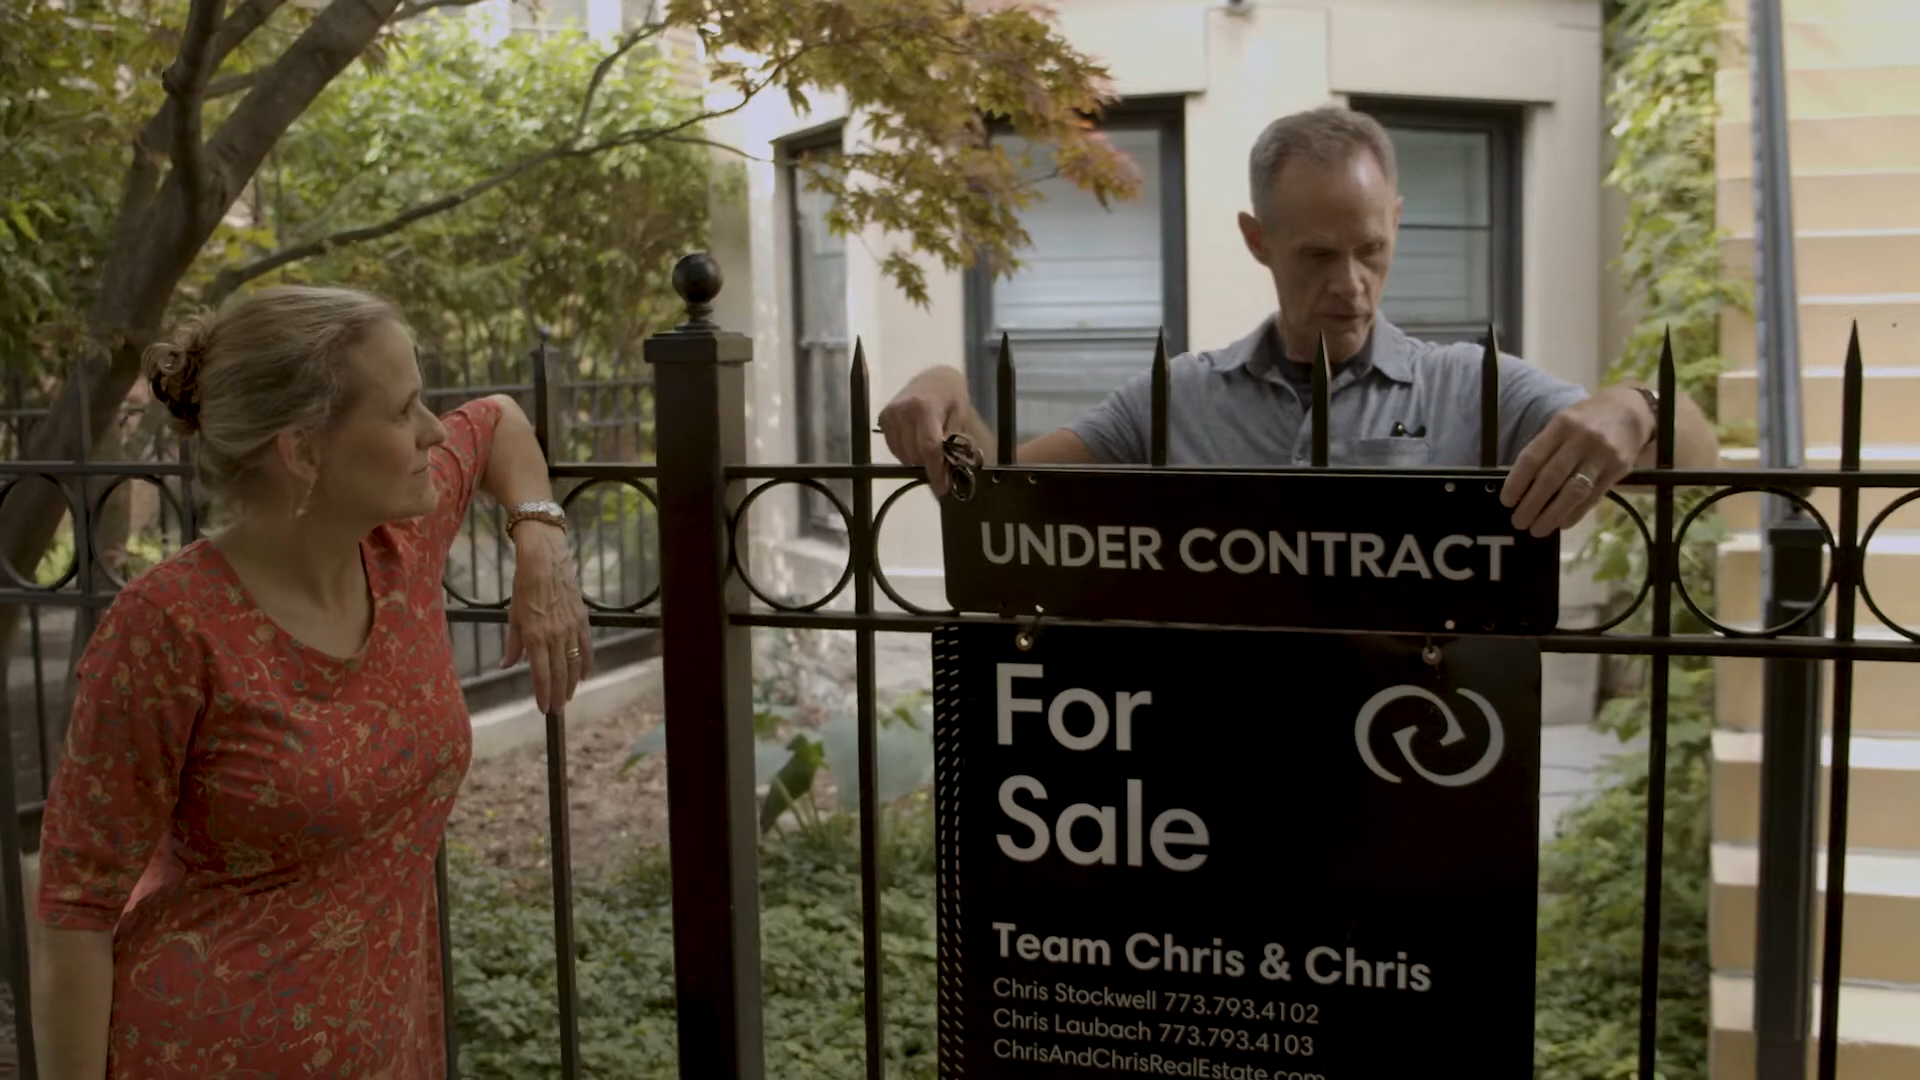 UNDER CONTRACT
For
Sale
Team Chris & Chris
Chris Stockwell 773.793.4102
Chris Laubach 773.793.4103
ChrisAndChrisRealEstate.com